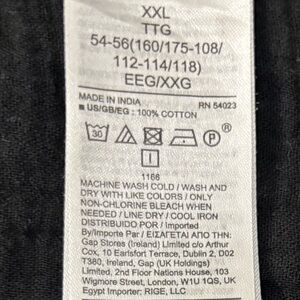 XXL
TTG
54-56(160/175-108/
112-114/118)
EEG/XXG
MADE IN INDIA RN 54023
■ US/GB/EG : 100% COTTON
30 P ®
1166
MACHINE WASH COLD / WASH AND
DRY WITH LIKE COLORS / ONLY
NON-CHLORINE BLEACH WHEN
NEEDED / LINE DRY / COOL IRON
DISTRIBUIDO POR / Imported
By/Importe Par / ΕΙΣΑΓΕΤΑΙ ΑΠΟ ΤΗΝ:
Gap Stores (Ireland) Limited c/o Arthur
Cox, 10 Earlsfort Terrace, Dublin 2, D02
T380, Ireland, Gap (UK Holdings)
Limited, 2nd Floor Nations House, 103
Wigmore Street, London, W1U 1QS, UK
Egypt Importer: RIGE, LLC